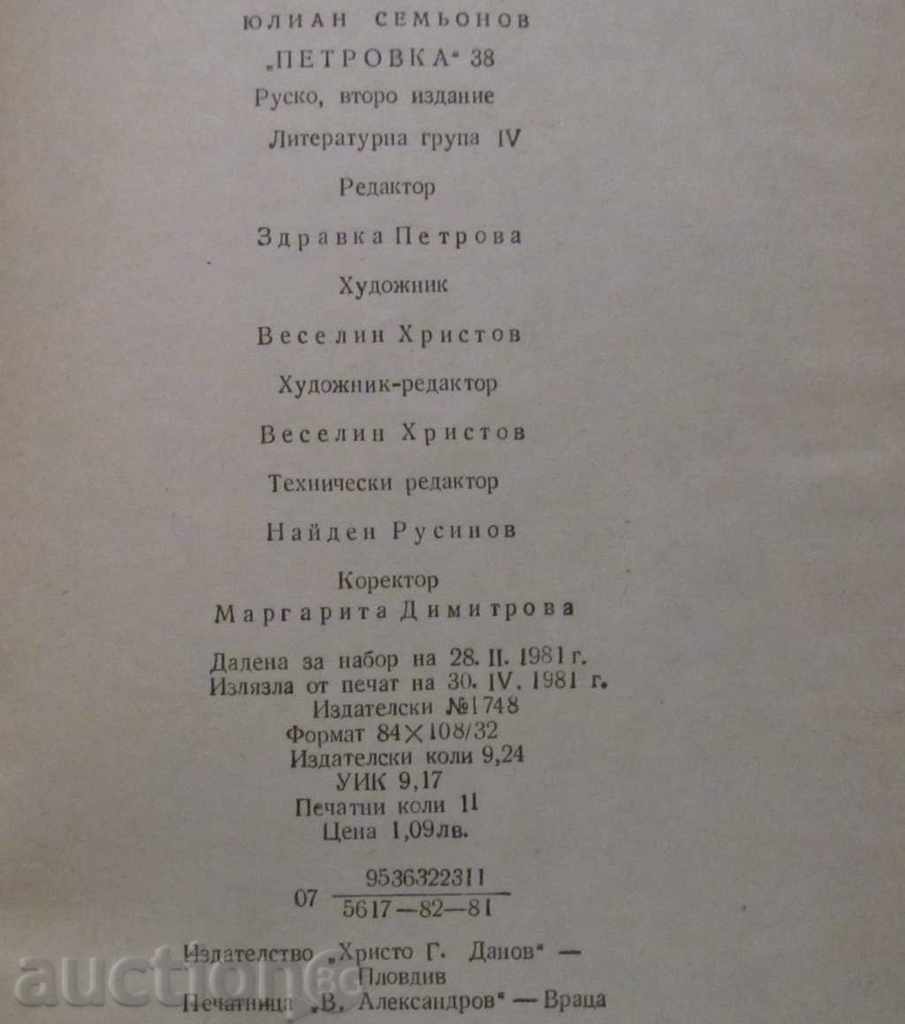 ЮЛИАН СЕМЬОНОВ
„ПЕТРОВКА“ 38
Руско, второ издание
Литературна група IV
Редактор
Здравка Петрова
Художник
Веселин Христов
Художник-редактор
Веселин Христов
Технически редактор
Найден Русинов
Коректор
Маргарита Димитрова
Дадена за набор на 28. II. 1981 г.
Излязла от печат на 30. IV. 1981 г.
Издателски №1748
Формат 84×108/32
Издателски коли 9,24
УИК 9,17
Печатни коли 11
Цена 1,09лв.
07 9536322311
5617—82—81
Издателство „Христо Г. Данов“ —
Пловдив
Печатница „В. Александров“ — Враца
auction.bg